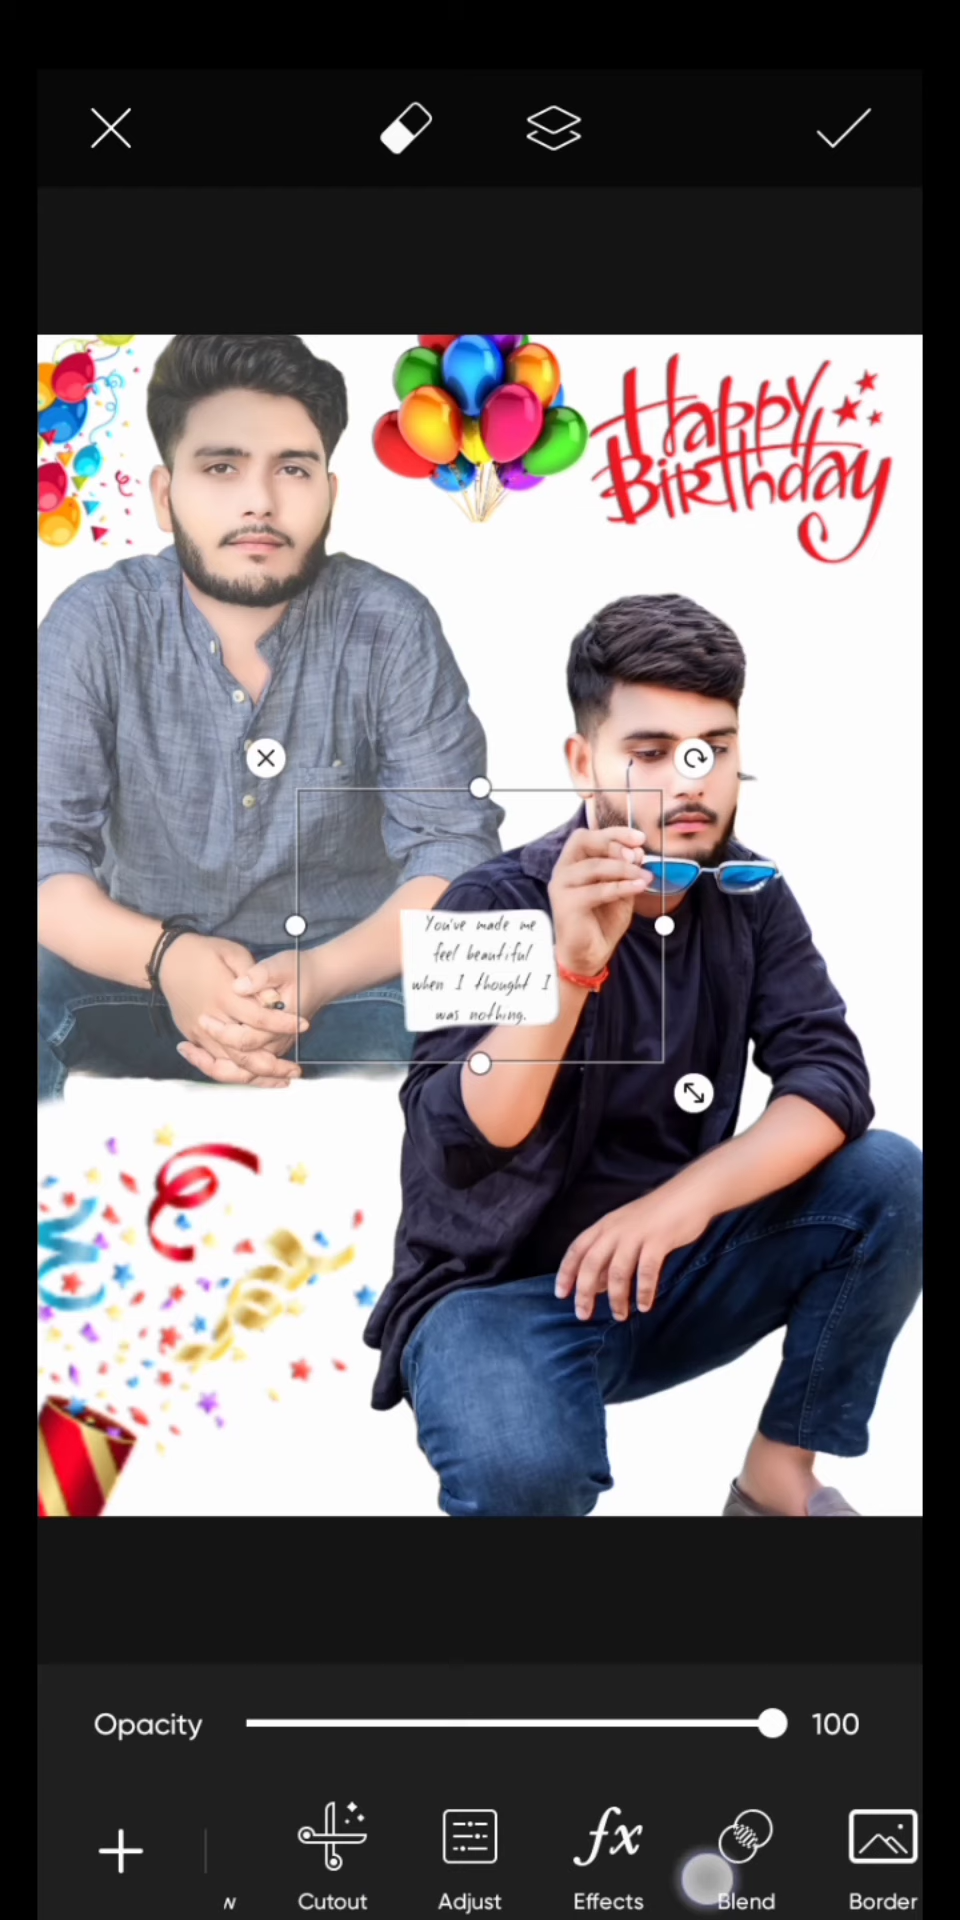 Happy
Birthday
You've made me
feel beautiful
when I thought I
was nothing.
Opacity 100
Cutout Adjust Effects Blend Border